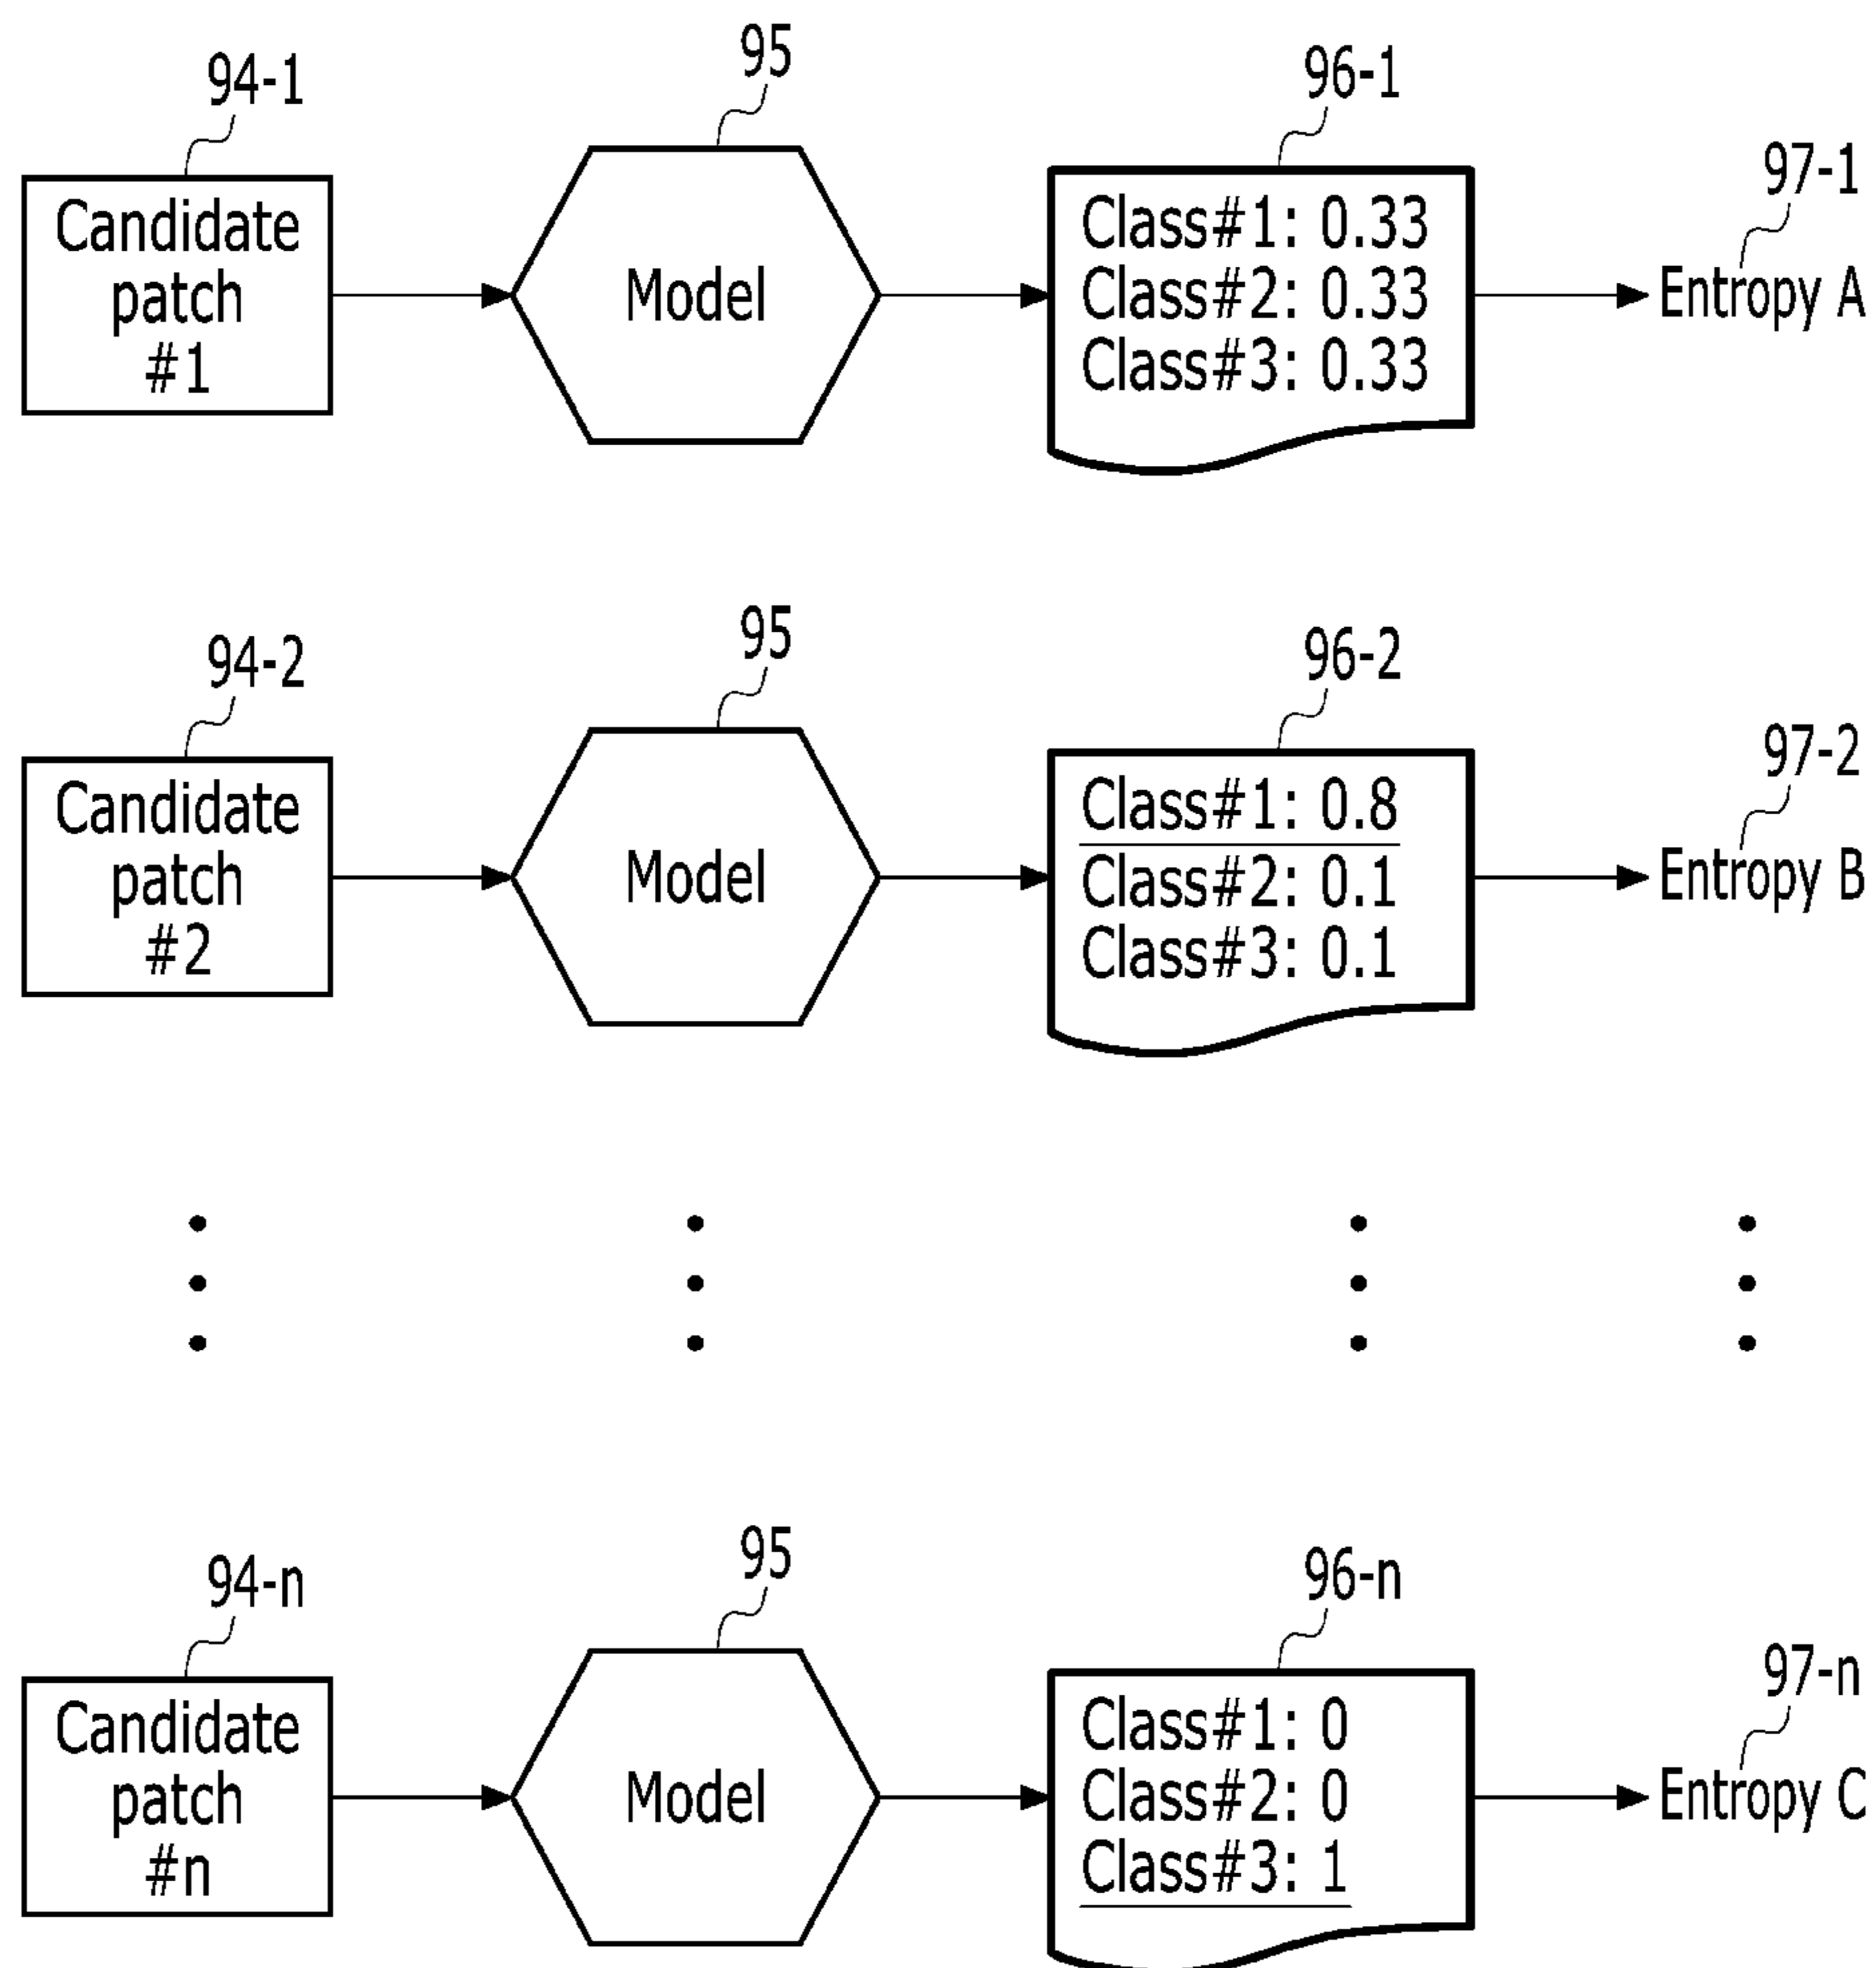 94-1
95
96-1
97-1
Candidate
patch
#1
Model
Class#1: 0.33
Class#2: 0.33
Class#3: 0.33
Entropy A
94-2
95
96-2
97-2
Candidate
patch
#2
Model
Class#1: 0.8
Class#2: 0.1
Class#3: 0.1
Entropy B
94-n
95
96-n
97-n
Candidate
patch
#n
Model
Class#1: 0
Class#2: 0
Class#3: 1
Entropy C